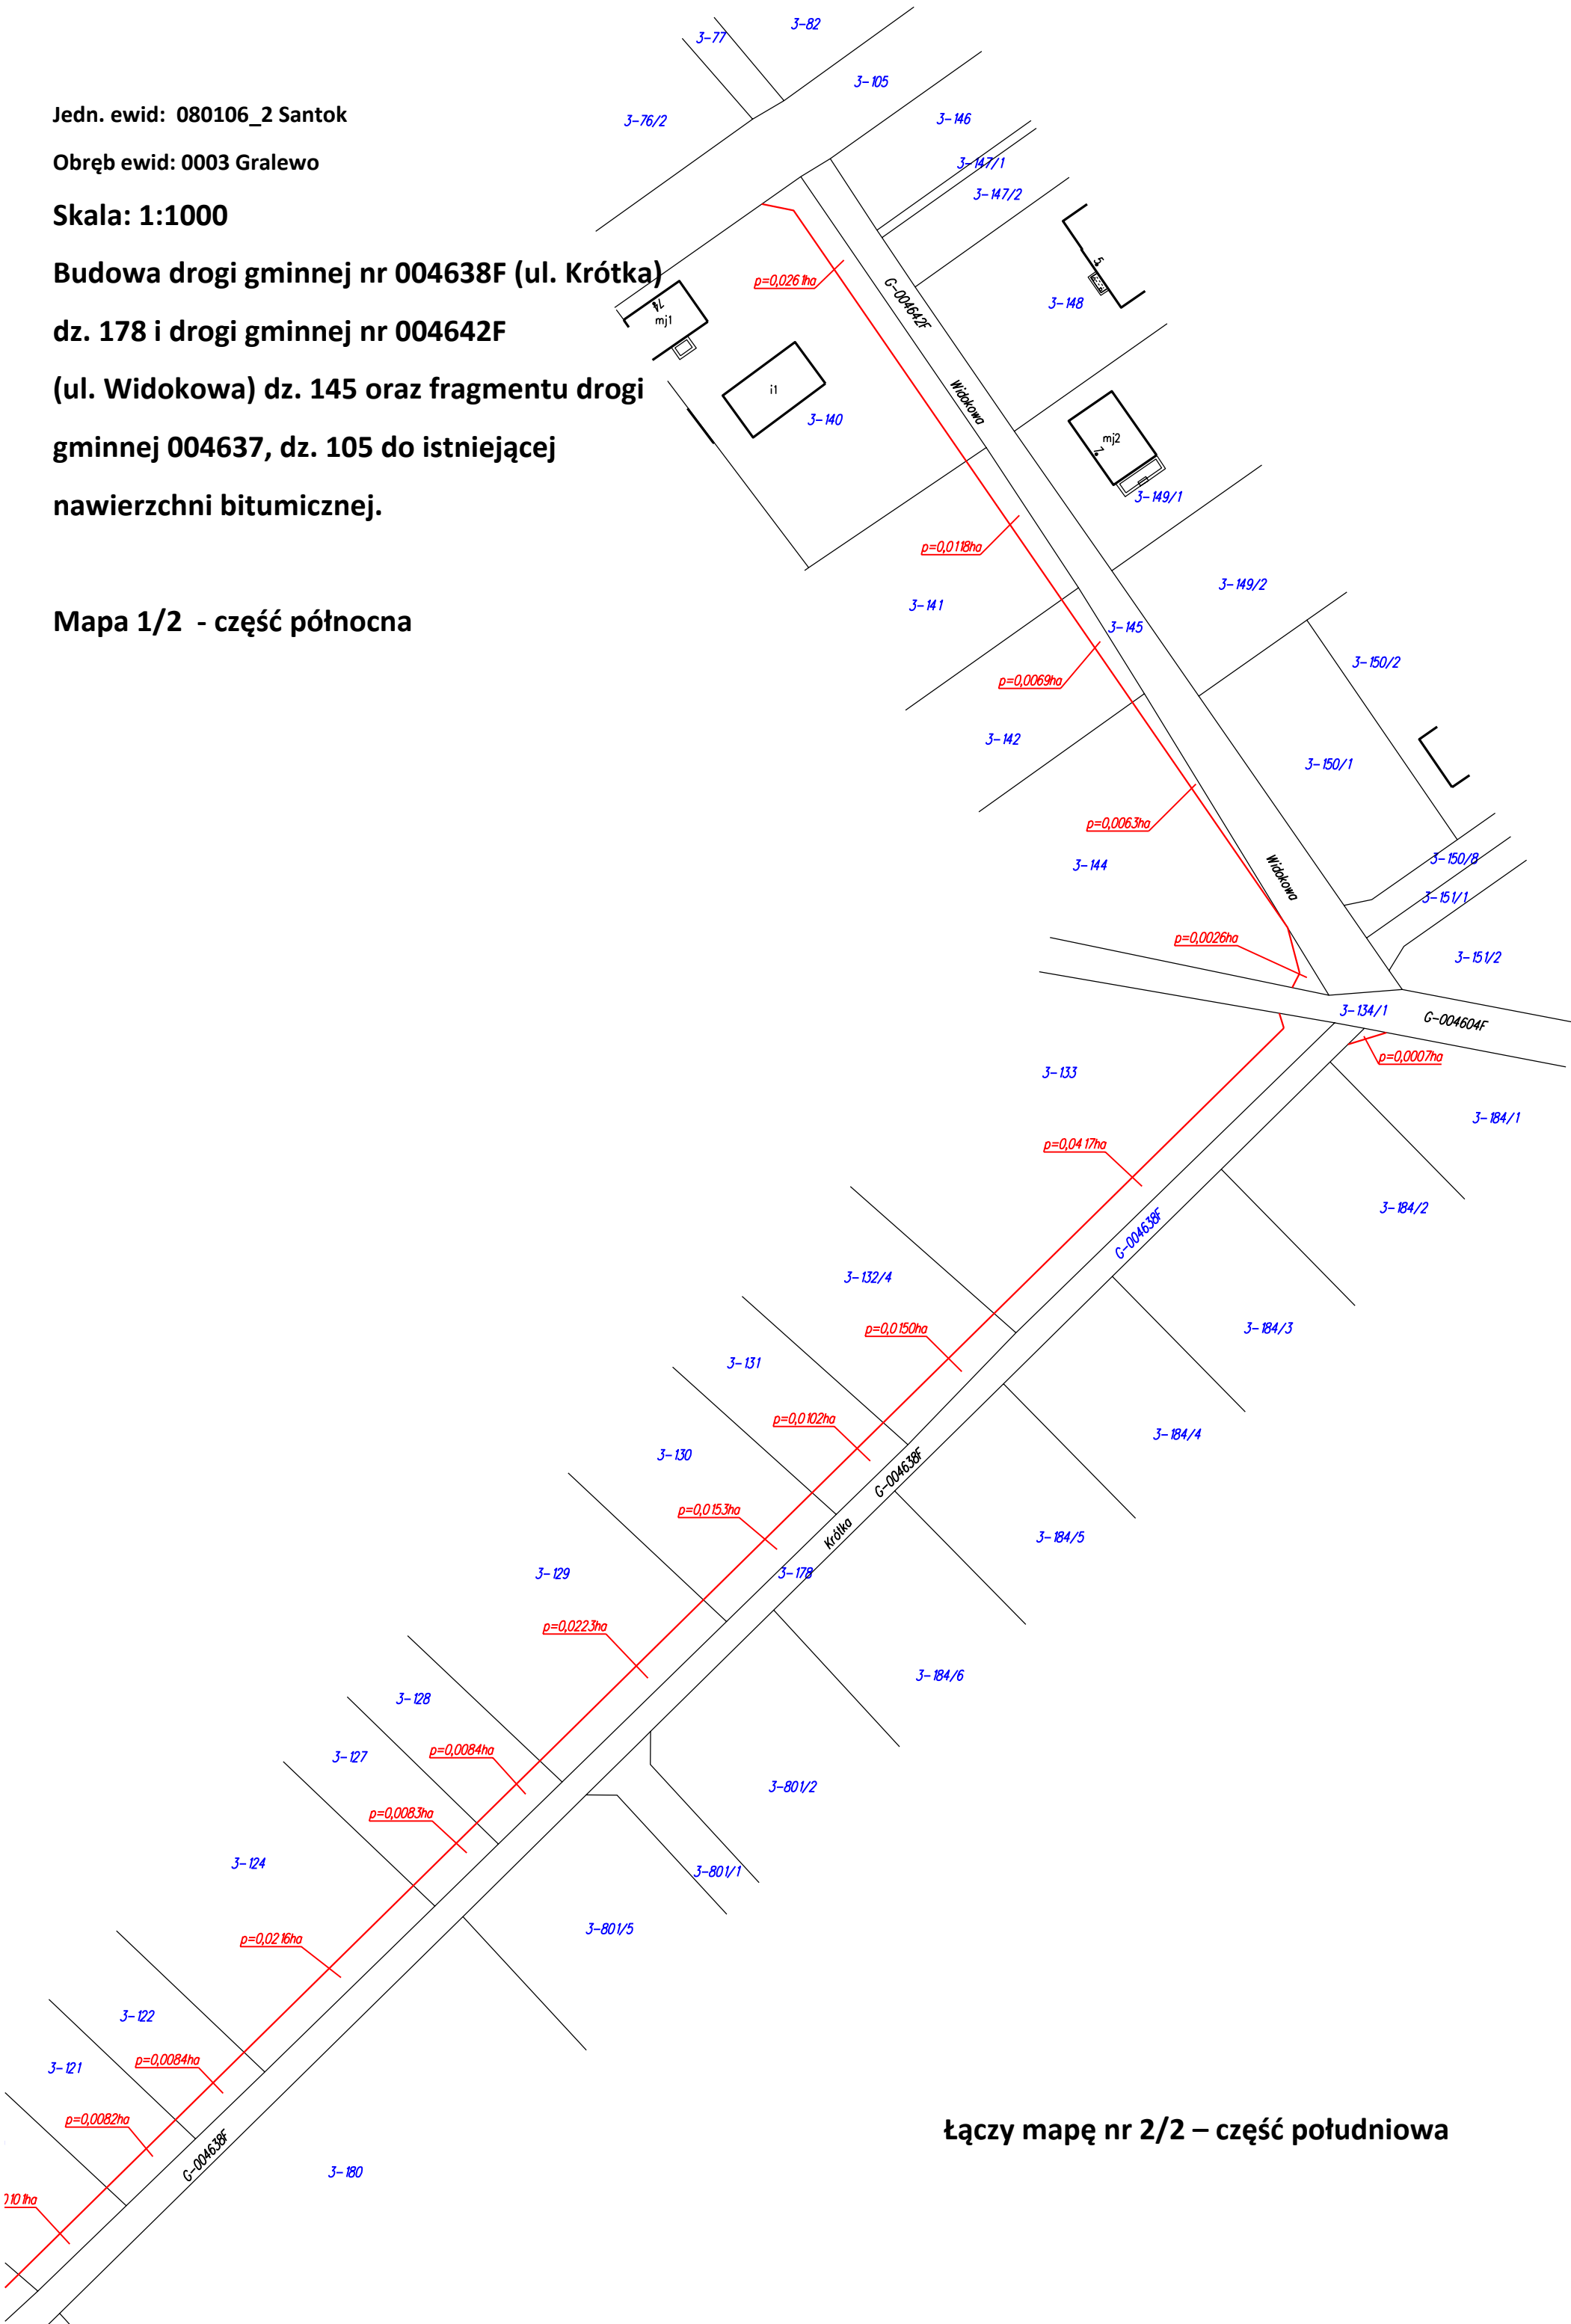 Jedn. ewid: 080106_2 Santok
Obręb ewid: 0003 Gralewo
Skala: 1:1000
Budowa drogi gminnej nr 004638F (ul. Krótka)
dz. 178 i drogi gminnej nr 004642F
(ul. Widokowa) dz. 145 oraz fragmentu drogi
gminnej 004637, dz. 105 do istniejącej
nawierzchni bitumicznej.
Mapa 1/2 - część północna
3-77
3-82
3-105
3-76/2
3-146
3-147/1
3-147/2
p=0,0261ha
G-004642F
5
3-148
74
mj1
i1
3-140
Widokowa
mj2
7
3-149/1
p=0,0118ha
3-141
3-149/2
3-145
3-150/2
p=0,0069ha
3-142
3-150/1
p=0,0063ha
3-144
Widokowa
3-150/8
3-151/1
p=0,0026ha
3-151/2
3-134/1
G-004604F
p=0,0007ha
3-133
3-184/1
p=0,0417ha
3-184/2
G-004638F
3-132/4
p=0,0150ha
3-184/3
3-131
p=0,0102ha
3-184/4
3-130
G-004638F
p=0,0153ha
Krótka
3-184/5
3-129
3-178
p=0,0223ha
3-184/6
3-128
3-127
p=0,0084ha
3-801/2
p=0,0083ha
3-124
3-801/1
3-801/5
p=0,0216ha
3-122
3-121
p=0,0084ha
p=0,0082ha
G-004638F
3-180
0101ha
Łączy mapę nr 2/2 – część południowa